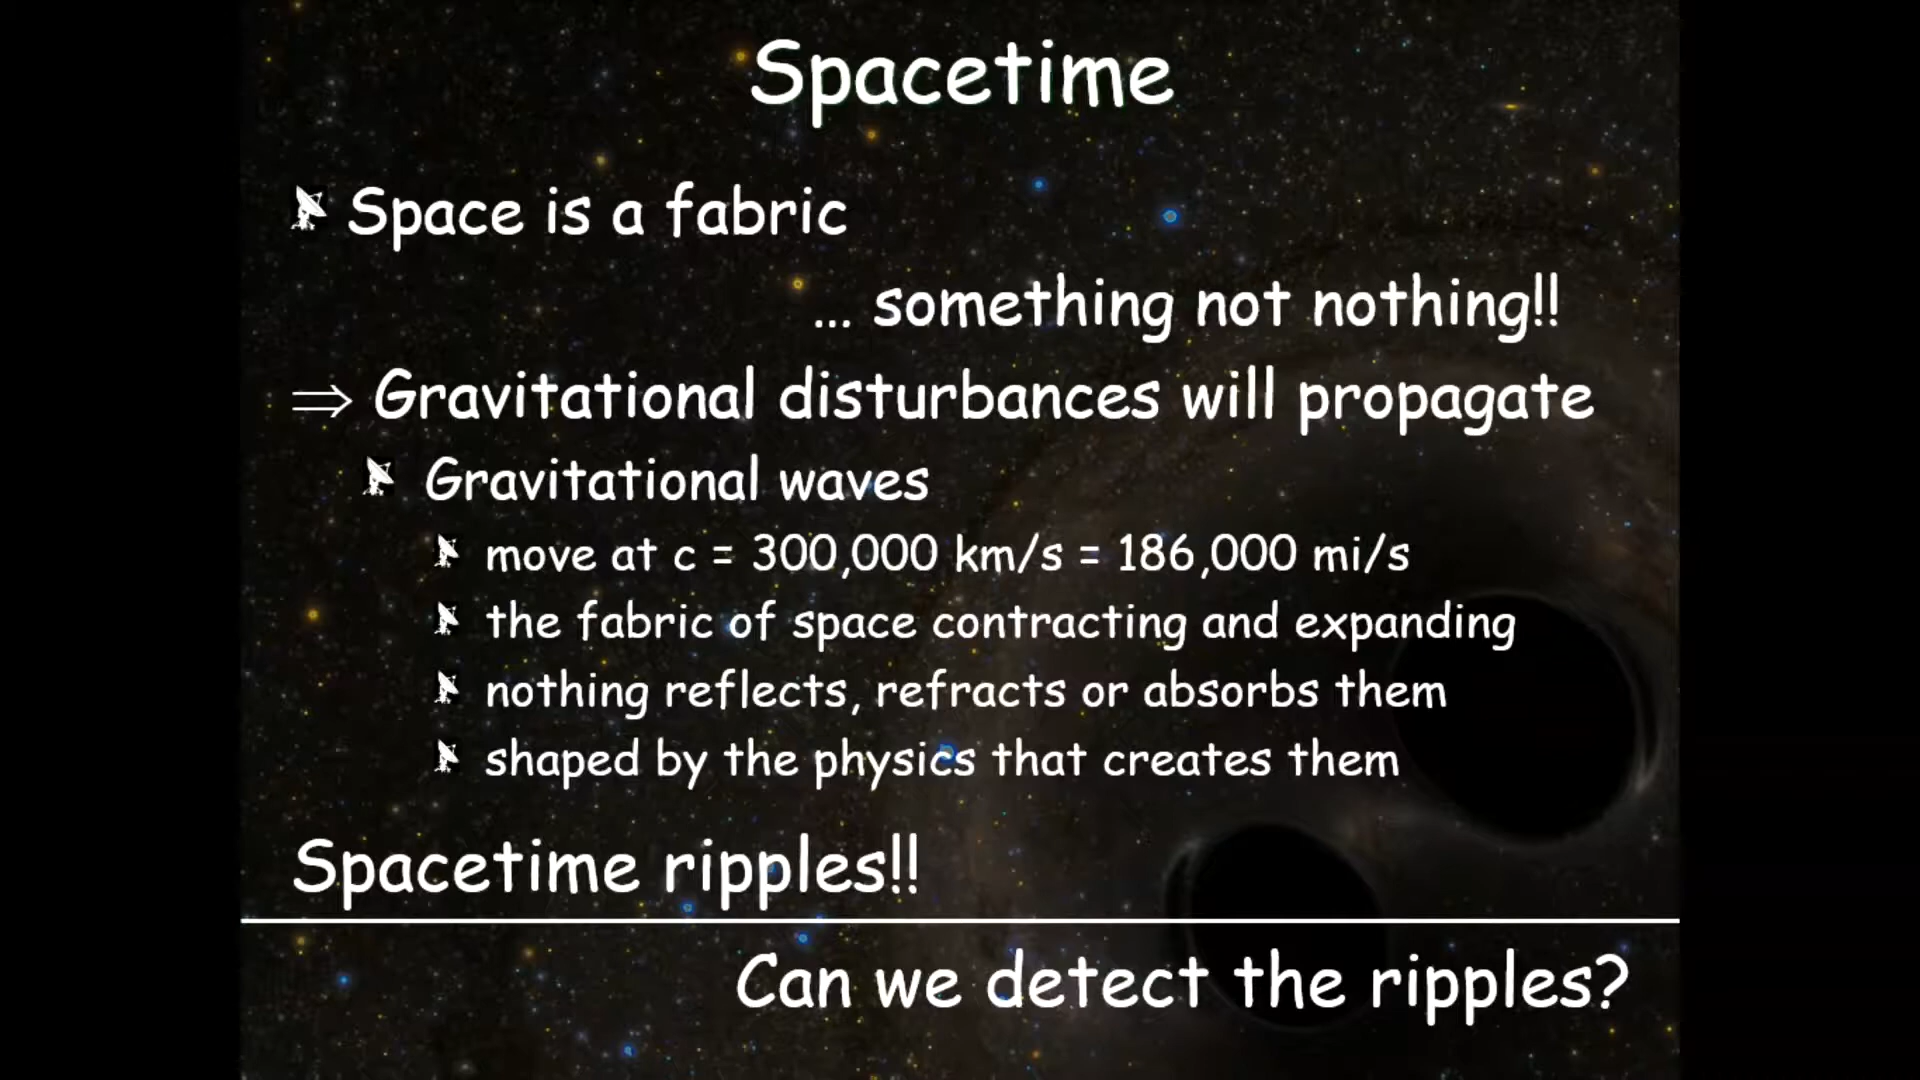 Spacetime
Space is a fabric
... something not nothing!!
⇒ Gravitational disturbances will propagate
Gravitational waves
move at c = 300,000 km/s = 186,000 mi/s
the fabric of space contracting and expanding
nothing reflects, refracts or absorbs them
shaped by the physics that creates them
Spacetime ripples!!
Can we detect the ripples?